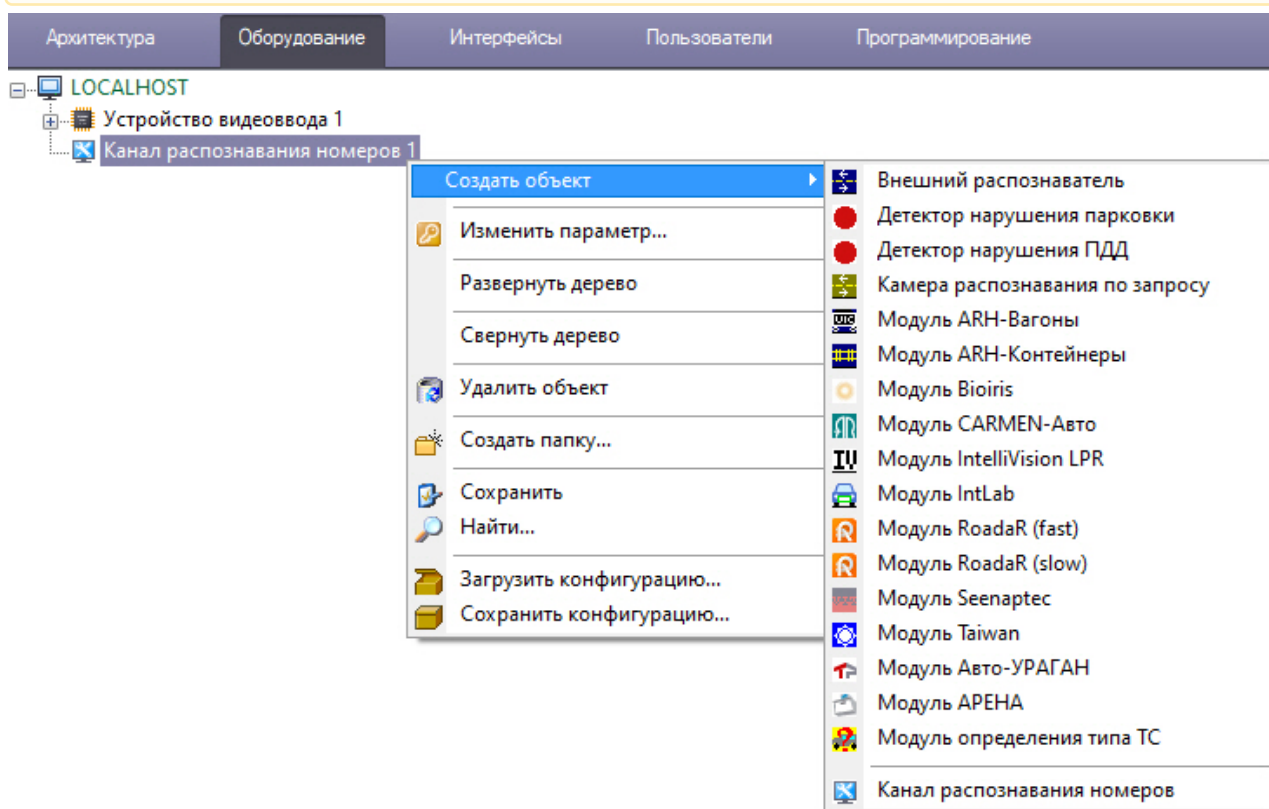 Архитектура Оборудование Интерфейсы Пользователи Программирование
LOCALHOST
Устройство видеоввода 1
Канал распознавания номеров 1
Создать объект
Изменить параметр...
Развернуть дерево
Свернуть дерево
Удалить объект
Создать папку...
Сохранить
Найти...
Загрузить конфигурацию...
Сохранить конфигурацию...
Внешний распознаватель
Детектор нарушения парковки
Детектор нарушения ПДД
Камера распознавания по запросу
Модуль ARH-Вагоны
Модуль ARH-Контейнеры
Модуль Bioiris
Модуль CARMEN-Авто
Модуль IntelliVision LPR
Модуль IntLab
Модуль RoadaR (fast)
Модуль RoadaR (slow)
Модуль Seenaptec
Модуль Taiwan
Модуль Авто-УРАГАН
Модуль АРЕНА
Модуль определения типа ТС
Канал распознавания номеров